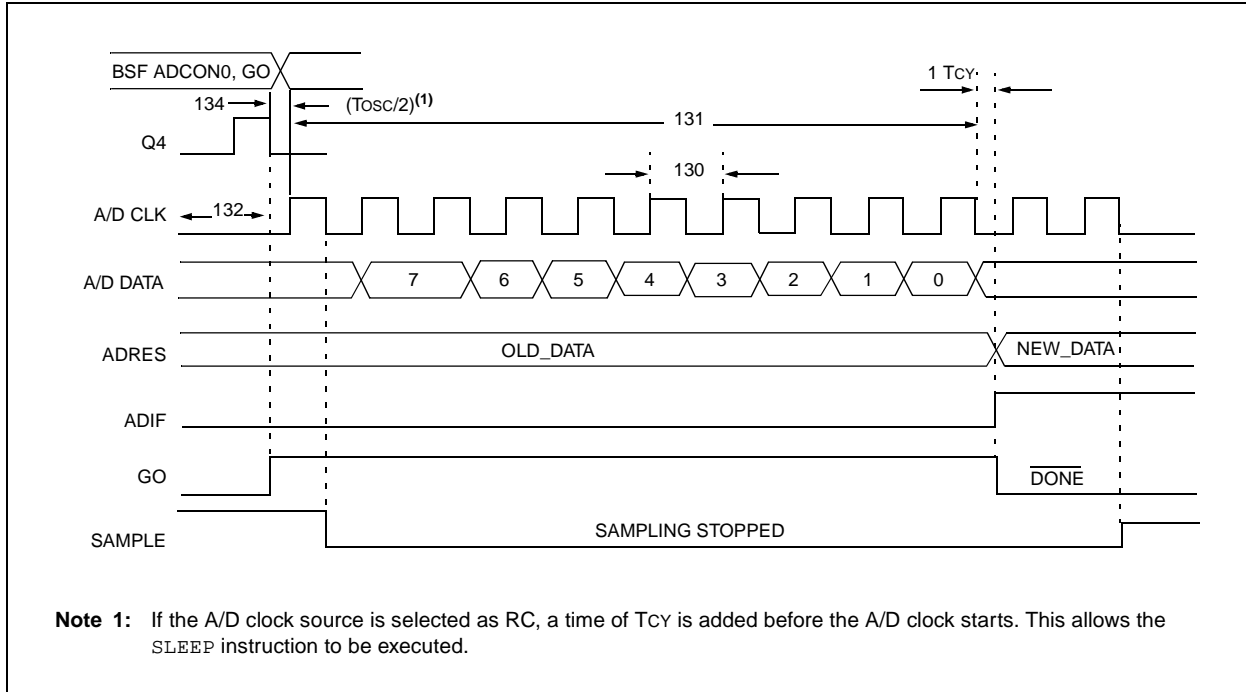 BSF ADCON0, GO
1 TCY
134
(TOSC/2)(1)
131
Q4
130
A/D CLK
132
A/D DATA
7 6 5 4 3 2 1 0
ADRES
OLD_DATA
NEW_DATA
ADIF
GO
DONE
SAMPLE
SAMPLING STOPPED
Note 1: If the A/D clock source is selected as RC, a time of TCY is added before the A/D clock starts. This allows the
SLEEP instruction to be executed.